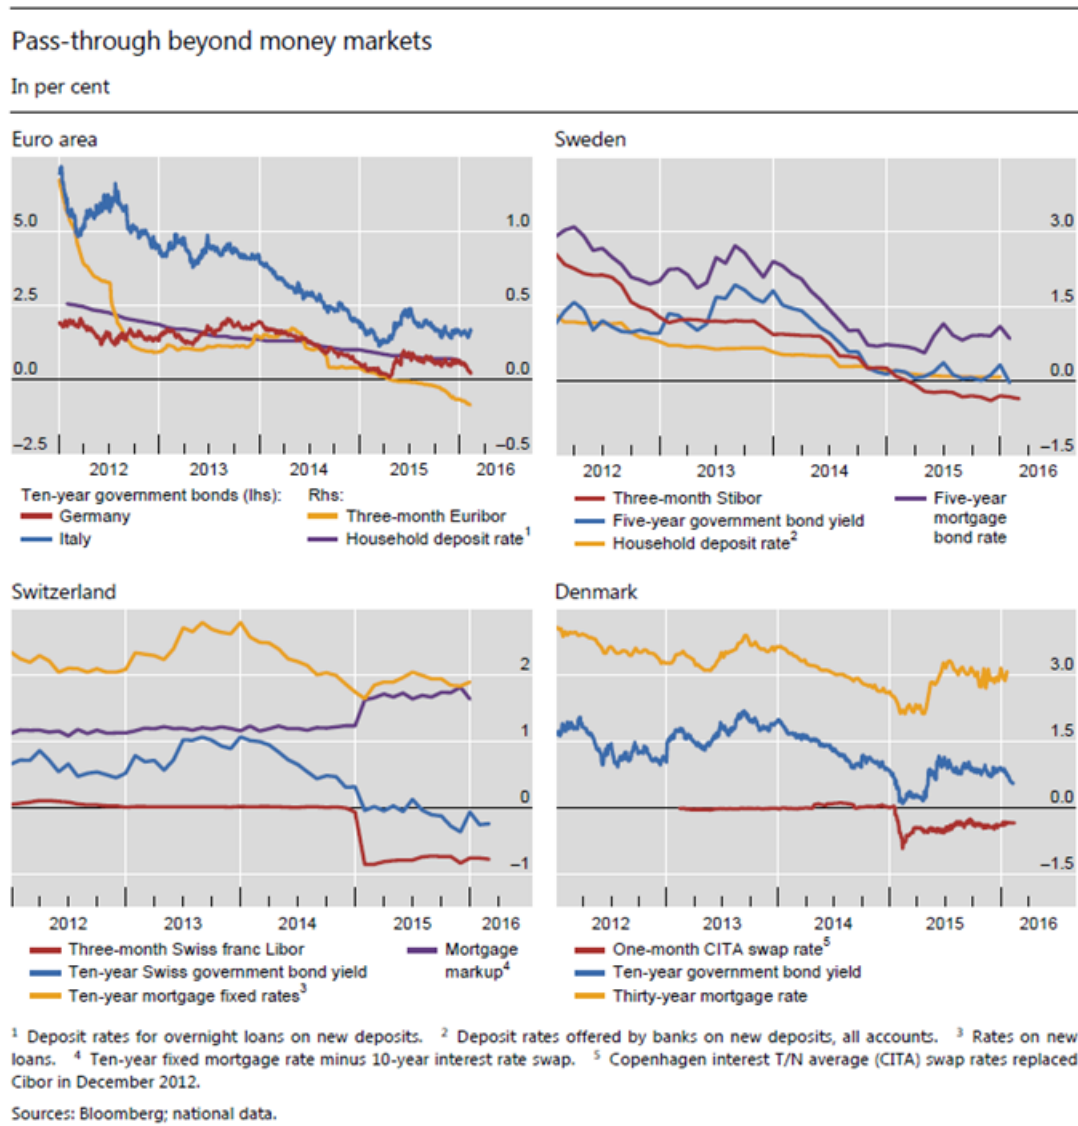 Pass-through beyond money markets
In per cent
Euro area
5.0
2.5
0.0
–2.5
1.0
0.5
0.0
–0.5
2012 2013 2014 2015 2016
Ten-year government bonds (lhs):
Germany
Italy
Rhs:
Three-month Euribor
Household deposit rate1
Sweden
3.0
1.5
0.0
–1.5
2012 2013 2014 2015 2016
Three-month Stibor
Five-year government bond yield
Household deposit rate2
Five-year
mortgage
bond rate
Switzerland
2
1
0
–1
2012 2013 2014 2015 2016
Three-month Swiss franc Libor
Ten-year Swiss government bond yield
Ten-year mortgage fixed rates3
Mortgage
markup4
Denmark
3.0
1.5
0.0
–1.5
2012 2013 2014 2015 2016
One-month CITA swap rate5
Ten-year government bond yield
Thirty-year mortgage rate
1 Deposit rates for overnight loans on new deposits. 2 Deposit rates offered by banks on new deposits, all accounts. 3 Rates on new
loans. 4 Ten-year fixed mortgage rate minus 10-year interest rate swap. 5 Copenhagen interest T/N average (CITA) swap rates replaced
Cibor in December 2012.
Sources: Bloomberg; national data.